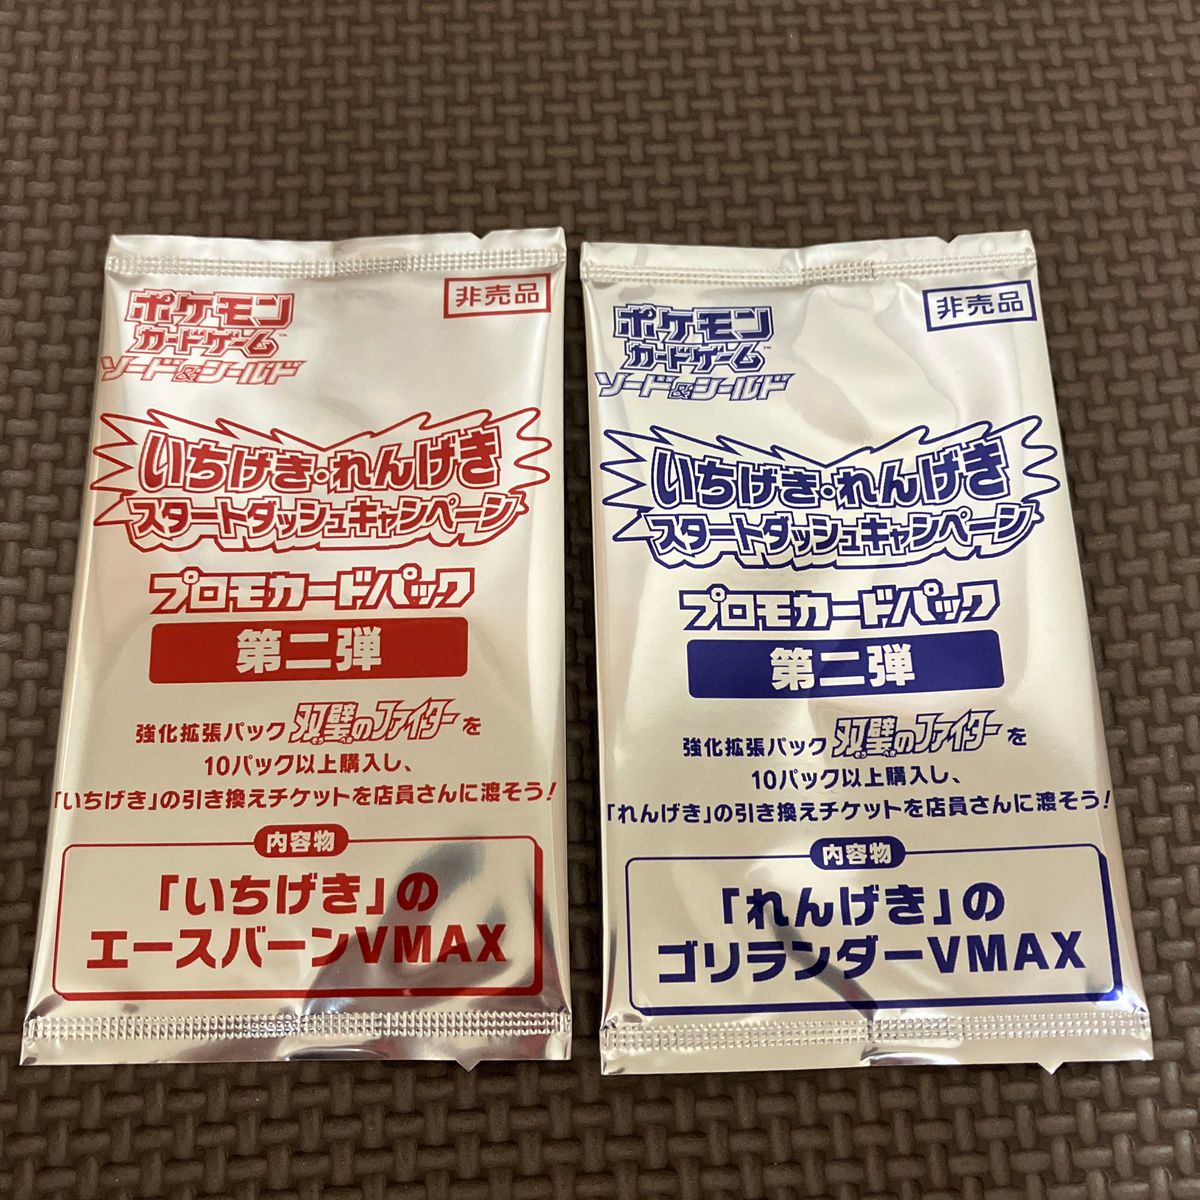 ポケモン
カードゲーム™
ソード&シールド
非売品
いちげき・れんげき
スタートダッシュキャンペーン
プロモカードパック
第二弾
強化拡張パック 双璧のファイターを
10パック以上購入し、
「いちげき」の引き換えチケットを店員さんに渡そう!
内容物
「いちげき」の
エースバーンVMAX
ポケモン
カードゲーム™
ソード&シールド
非売品
いちげき・れんげき
スタートダッシュキャンペーン
プロモカードパック
第二弾
強化拡張パック 双璧のファイターを
10パック以上購入し、
「れんげき」の引き換えチケットを店員さんに渡そう!
内容物
「れんげき」の
ゴリランダーVMAX